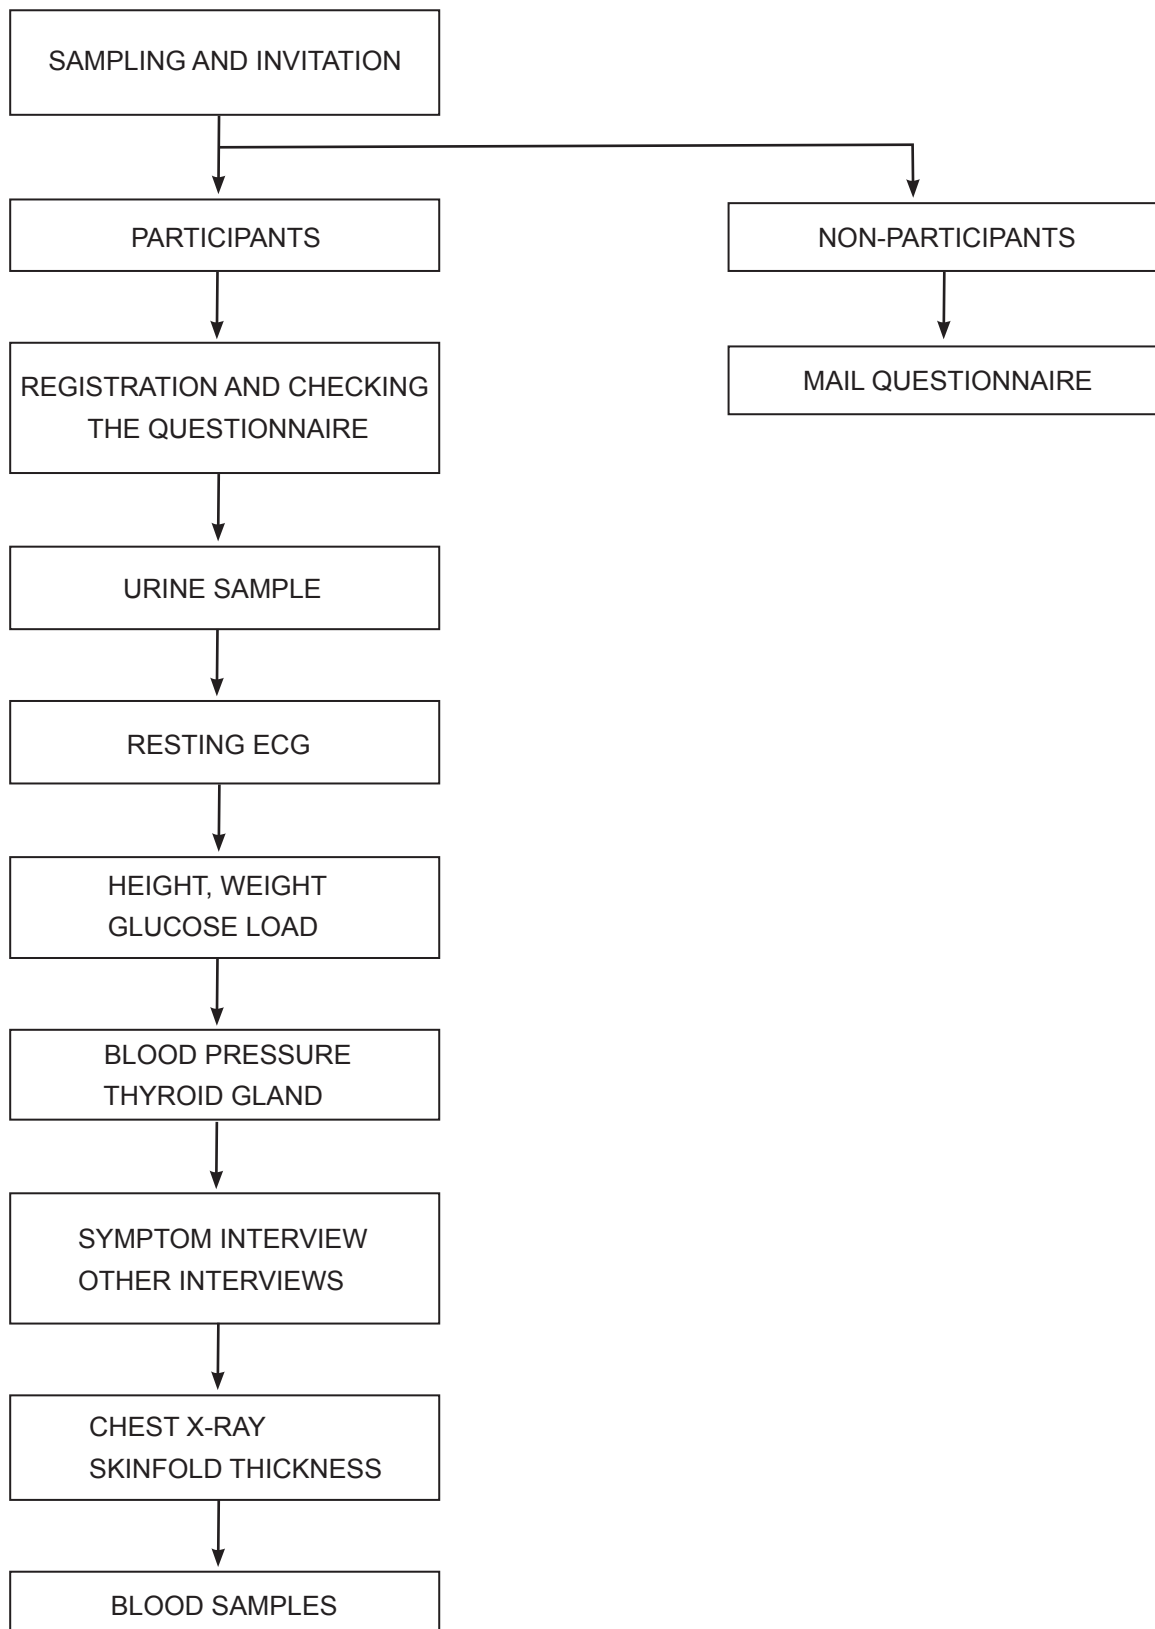 SAMPLING AND INVITATION
PARTICIPANTS
NON-PARTICIPANTS
REGISTRATION AND CHECKING
THE QUESTIONNAIRE
MAIL QUESTIONNAIRE
URINE SAMPLE
RESTING ECG
HEIGHT, WEIGHT
GLUCOSE LOAD
BLOOD PRESSURE
THYROID GLAND
SYMPTOM INTERVIEW
OTHER INTERVIEWS
CHEST X-RAY
SKINFOLD THICKNESS
BLOOD SAMPLES